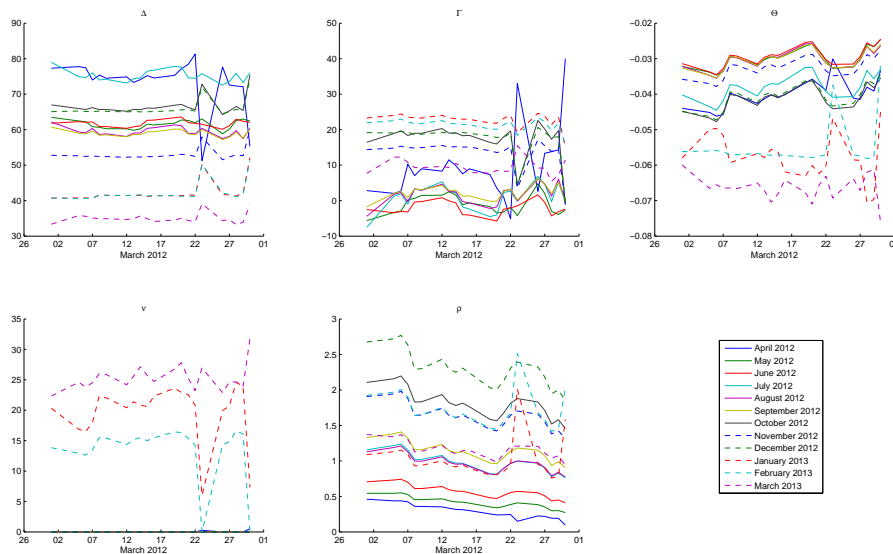 Δ
90
80
70
60
50
40
30
26 02 07 12 17 22 27 01
March 2012
Γ
50
40
30
20
10
0
−10
26 02 07 12 17 22 27 01
March 2012
Θ
−0.02
−0.03
−0.04
−0.05
−0.06
−0.07
−0.08
26 02 07 12 17 22 27 0
March 2012
ν
35
30
25
20
15
10
5
0
26 02 07 12 17 22 27 01
March 2012
ρ
3
2.5
2
1.5
1
0.5
0
26 02 07 12 17 22 27 01
March 2012
April 2012
May 2012
June 2012
July 2012
August 2012
September 2012
October 2012
November 2012
December 2012
January 2013
February 2013
March 2013